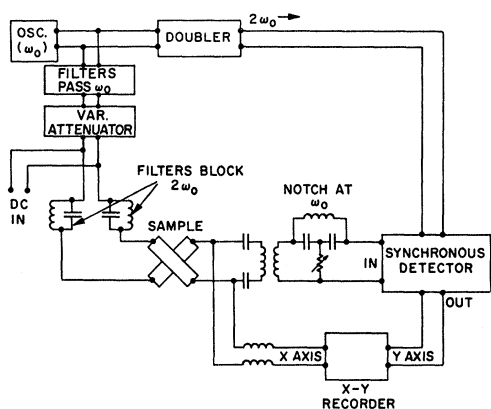 OSC.
(ω₀)
DOUBLER
2ω₀
FILTERS
PASS ω₀
VAR.
ATTENUATOR
DC
IN
FILTERS BLOCK
2ω₀
SAMPLE
NOTCH AT
ω₀
IN
SYNCHRONOUS
DETECTOR
OUT
X AXIS
Y AXIS
X-Y
RECORDER